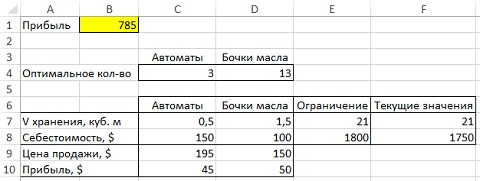 A B C D E F
1 Прибыль 785
2
3 Автоматы Бочки масла
4 Оптимальное кол-во 3 13
5
6 Автоматы Бочки масла Ограничение Текущие значения
7 V хранения, куб. м 0,5 1,5 21 21
8 Себестоимость, $ 150 100 1800 1750
9 Цена продажи, $ 195 150
10 Прибыль, $ 45 50